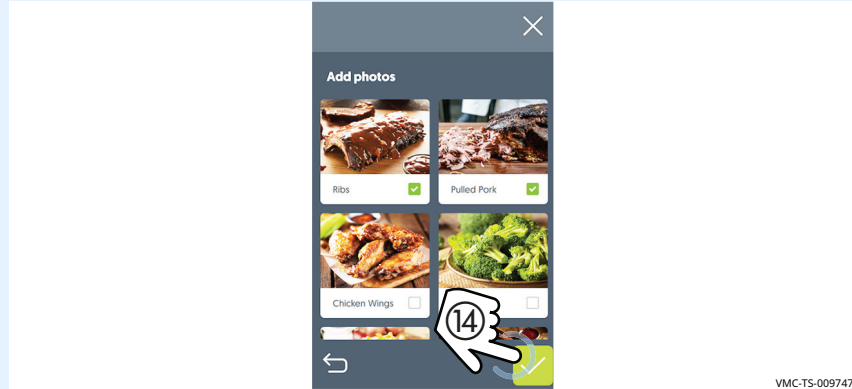 Add photos
Ribs
Pulled Pork
Chicken Wings
14
VMC-TS-009747